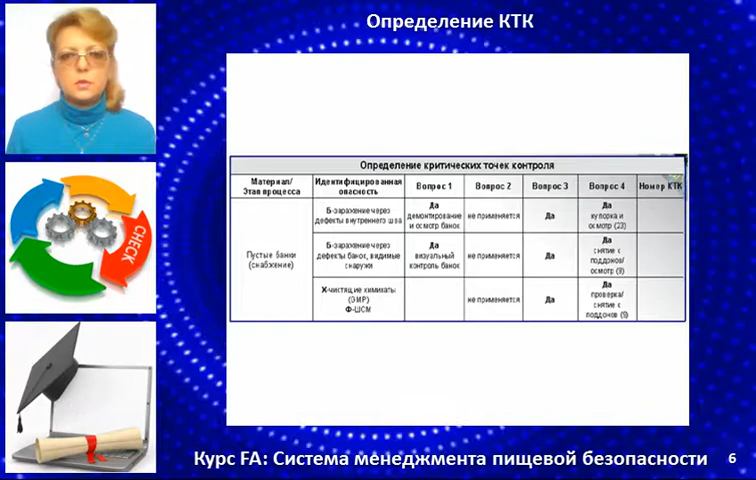 Определение КТК
CHECK
Определение критических точек контроля
Материал/
Этап процесса
Идентифицированная
опасность
Вопрос 1
Вопрос 2
Вопрос 3
Вопрос 4
Номер КТК
Пустые банки
(снабжение)
Б-заражение через
дефекты внутреннего шва
Да
демонтирование
и осмотр банок
не применяется
Да
Да
купорка и
осмотр (23)
Б-заражение через
дефекты банок, видимые
снаружи
Да
визуальный
контроль банок
не применяется
Да
Да
снятие с
поддонов/
осмотр (9)
Х-чистящие химикаты
(GMP)
Ф-ШСМ
не применяется
Да
Да
проверка/
снятие с
поддонов (5)
Курс FA: Система менеджмента пищевой безопасности
6